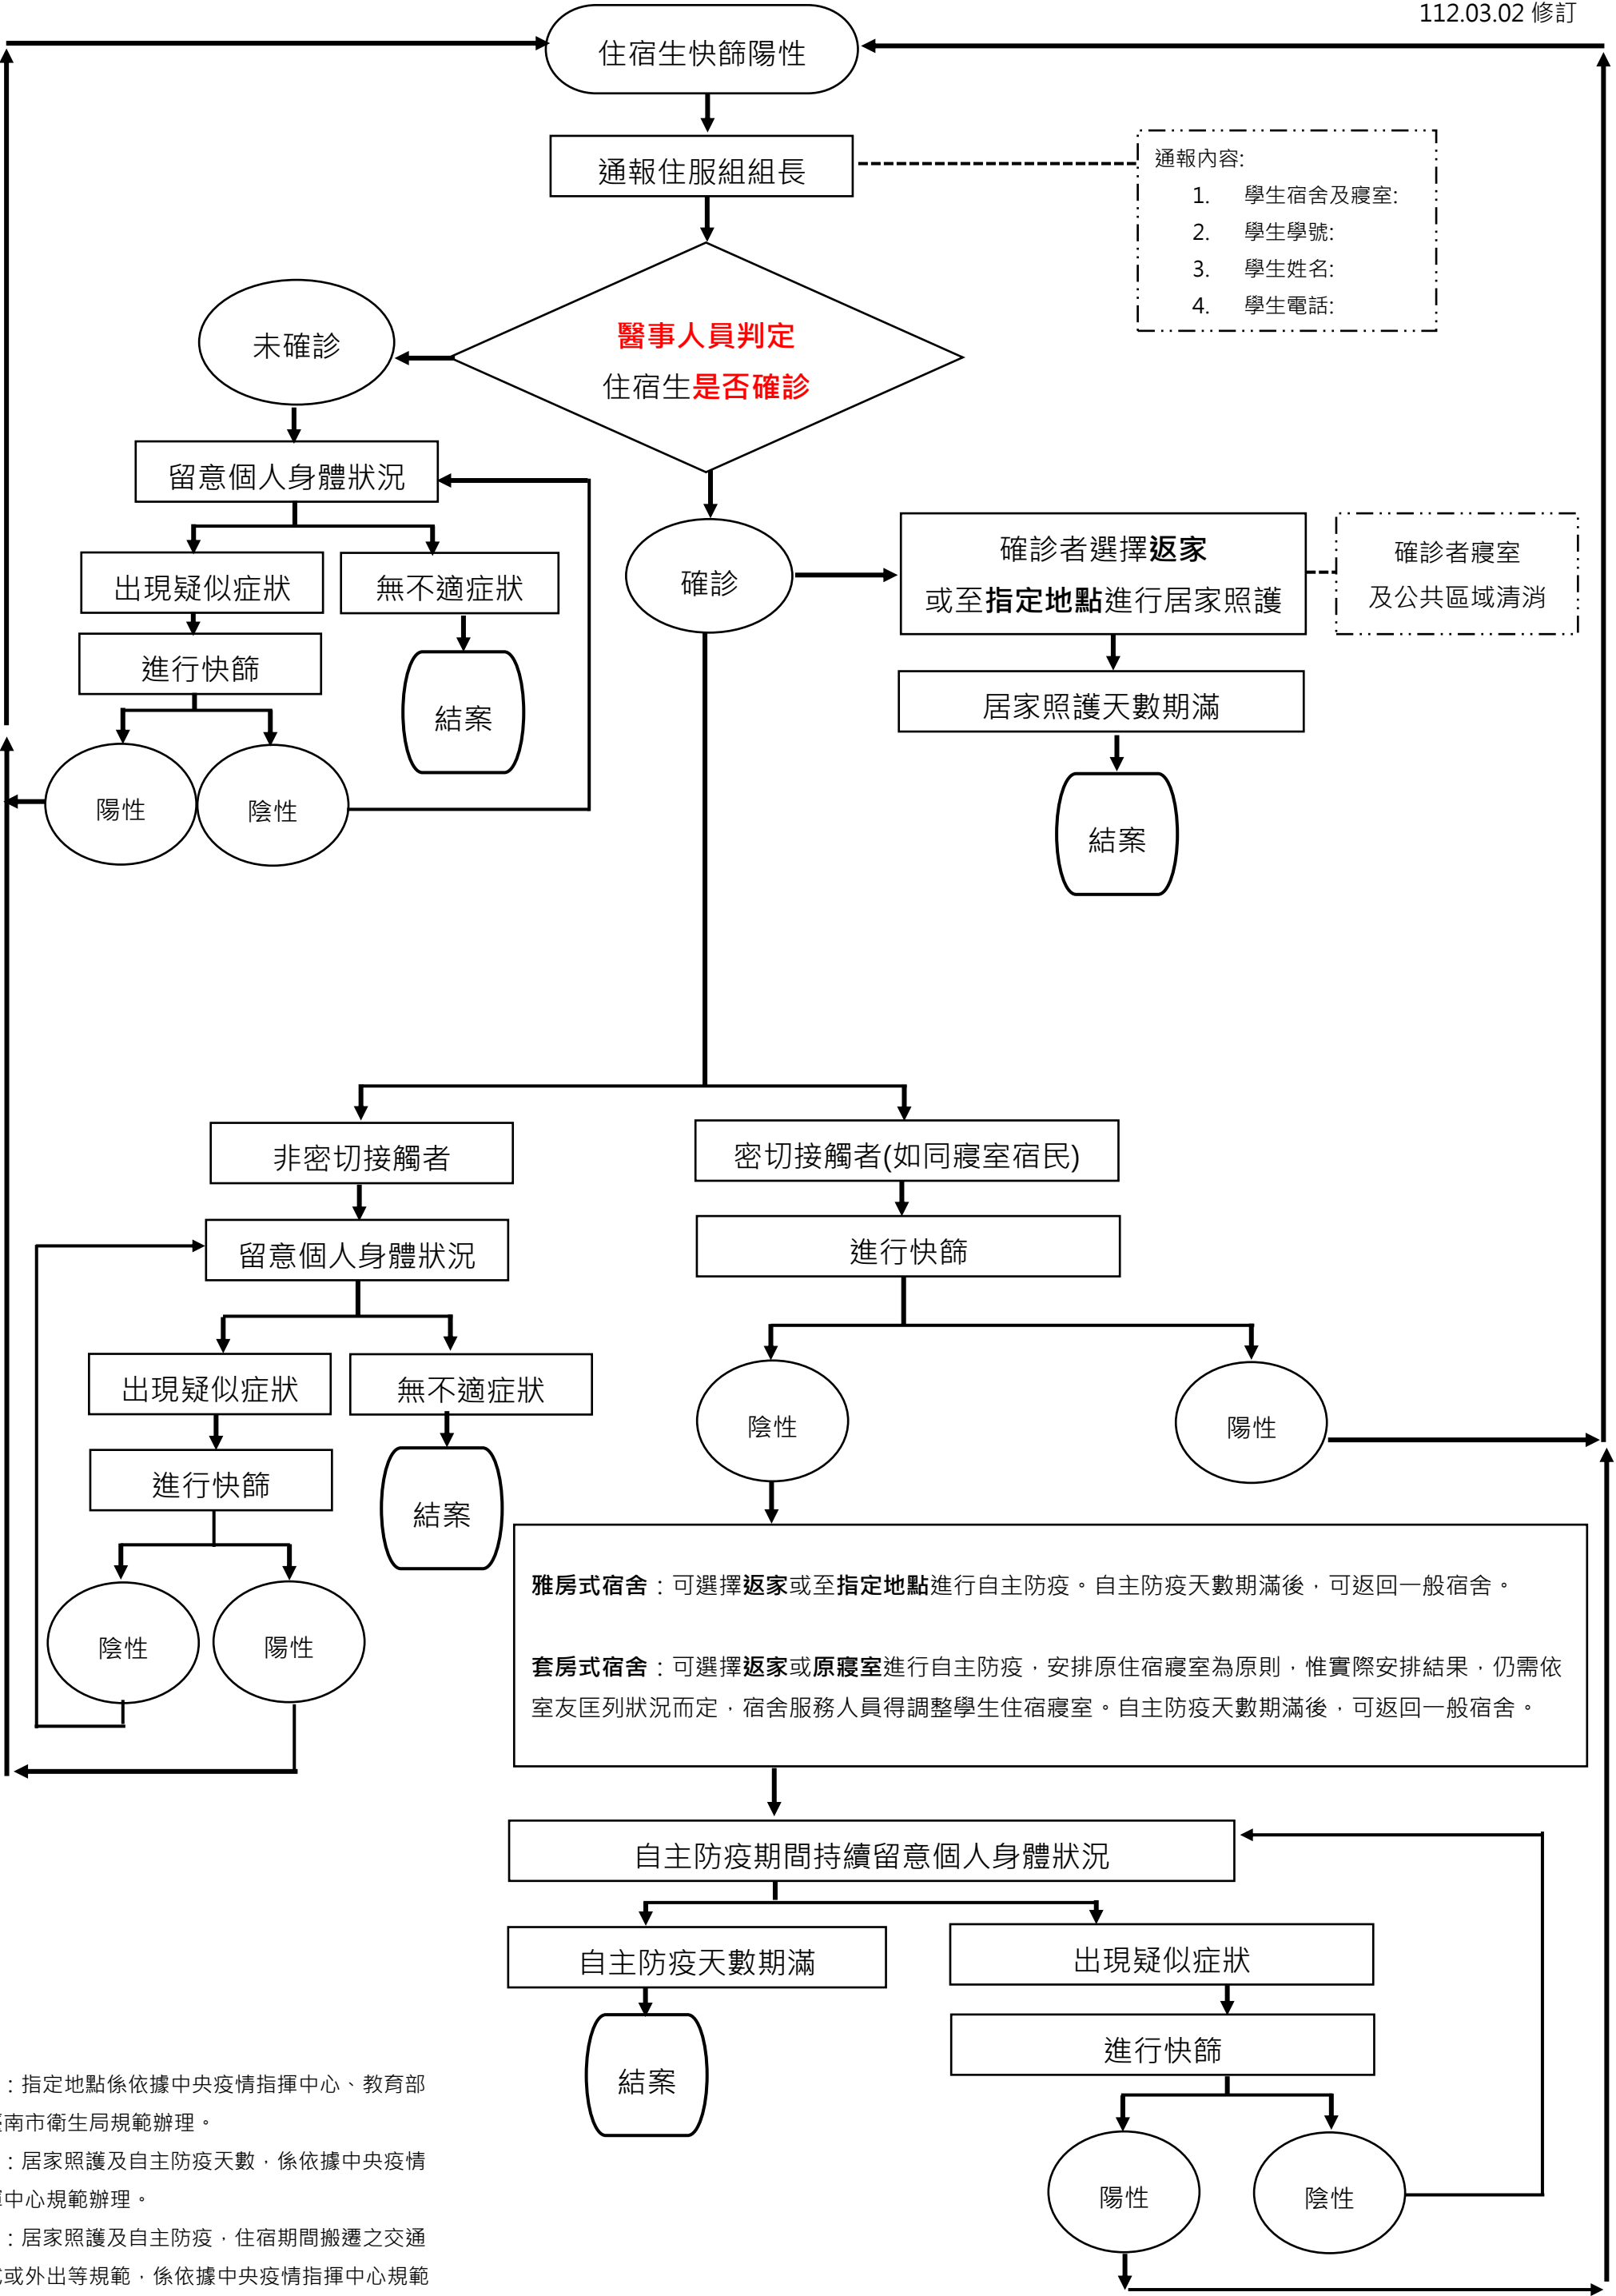 112.03.02 修訂
住宿生快篩陽性
通報住服組組長
通報內容:
1. 學生宿舍及寢室:
2. 學生學號:
3. 學生姓名:
4. 學生電話:
醫事人員判定
住宿生是否確診
未確診
留意個人身體狀況
出現疑似症狀
無不適症狀
進行快篩
結案
陽性
陰性
確診
確診者選擇返家
或至指定地點進行居家照護
確診者寢室
及公共區域清消
居家照護天數期滿
結案
非密切接觸者
留意個人身體狀況
出現疑似症狀
無不適症狀
進行快篩
結案
陰性
陽性
密切接觸者(如同寢室宿民)
進行快篩
陰性
陽性
雅房式宿舍：可選擇返家或至指定地點進行自主防疫。自主防疫天數期滿後，可返回一般宿舍。
套房式宿舍：可選擇返家或原寢室進行自主防疫，安排原住宿寢室為原則，惟實際安排結果，仍需依
室友匡列狀況而定，宿舍服務人員得調整學生住宿寢室。自主防疫天數期滿後，可返回一般宿舍。
自主防疫期間持續留意個人身體狀況
自主防疫天數期滿
出現疑似症狀
結案
進行快篩
陽性
陰性
：指定地點係依據中央疫情指揮中心、教育部
南市衛生局規範辦理。
：居家照護及自主防疫天數，係依據中央疫情
中心規範辦理。
：居家照護及自主防疫，住宿期間搬遷之交通
或外出等規範，係依據中央疫情指揮中心規範